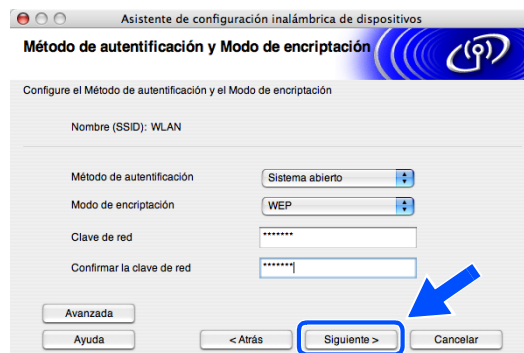 Asistente de configuración inalámbrica de dispositivos
Método de autentificación y Modo de encriptación
Configure el Método de autentificación y el Modo de encriptación
Nombre (SSID): WLAN
Método de autentificación Sistema abierto
Modo de encriptación WEP
Clave de red *******
Confirmar la clave de red *******
Avanzada
Ayuda < Atrás Siguiente > Cancelar